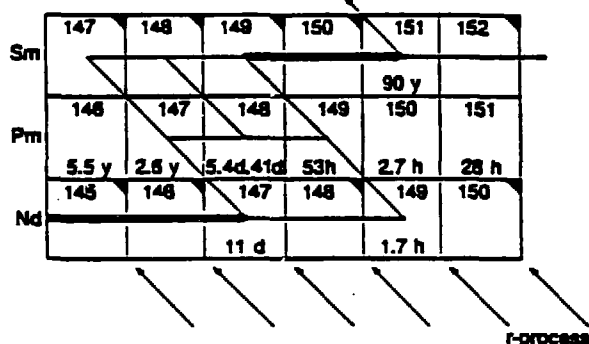 147 148 149 150 151 152
Sm
90 y
146 147 148 149 150 151
Pm
5.5 y 2.6 y 5.4d,41d 53h 2.7 h 28 h
145 146 147 148 149 150
Nd
11 d 1.7 h
r-process